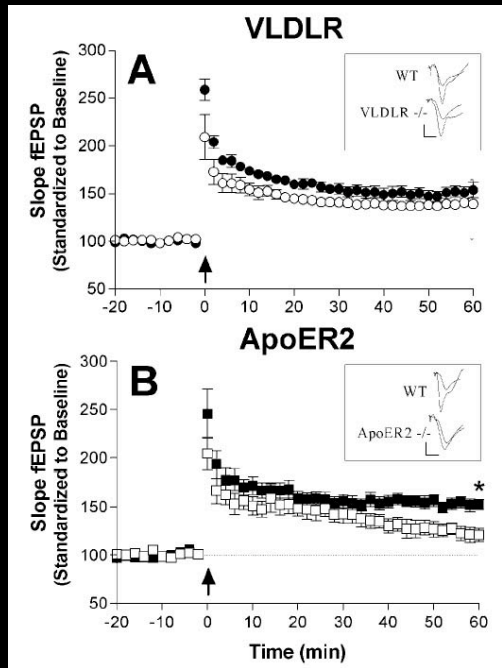 VLDLR
A
Slope fEPSP
(Standardized to Baseline)
300
250
200
150
100
50
WT
VLDLR -/-
-20 -10 0 10 20 30 40 50 60
ApoER2
B
Slope fEPSP
(Standardized to Baseline)
300
250
200
150
100
50
WT
ApoER2 -/-
*
-20 -10 0 10 20 30 40 50 60
Time (min)